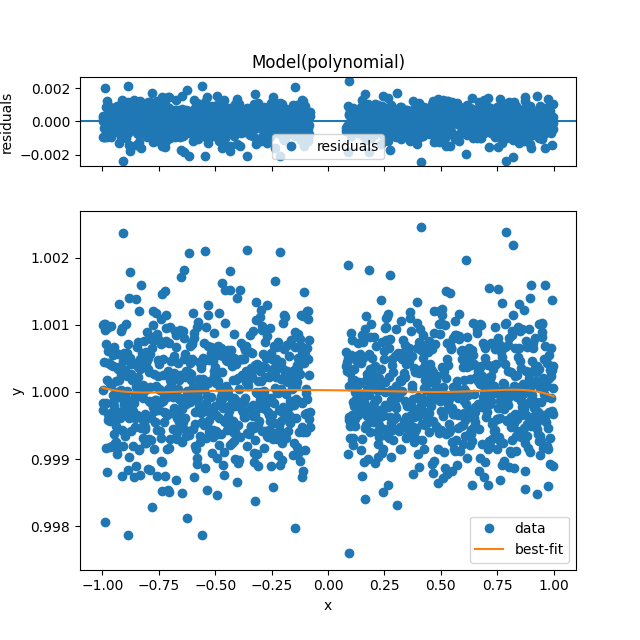 Model(polynomial)
0.002
0.000
−0.002
residuals
residuals
1.002
1.001
1.000
0.999
0.998
y
data
best-fit
−1.00 −0.75 −0.50 −0.25 0.00 0.25 0.50 0.75 1.00
x